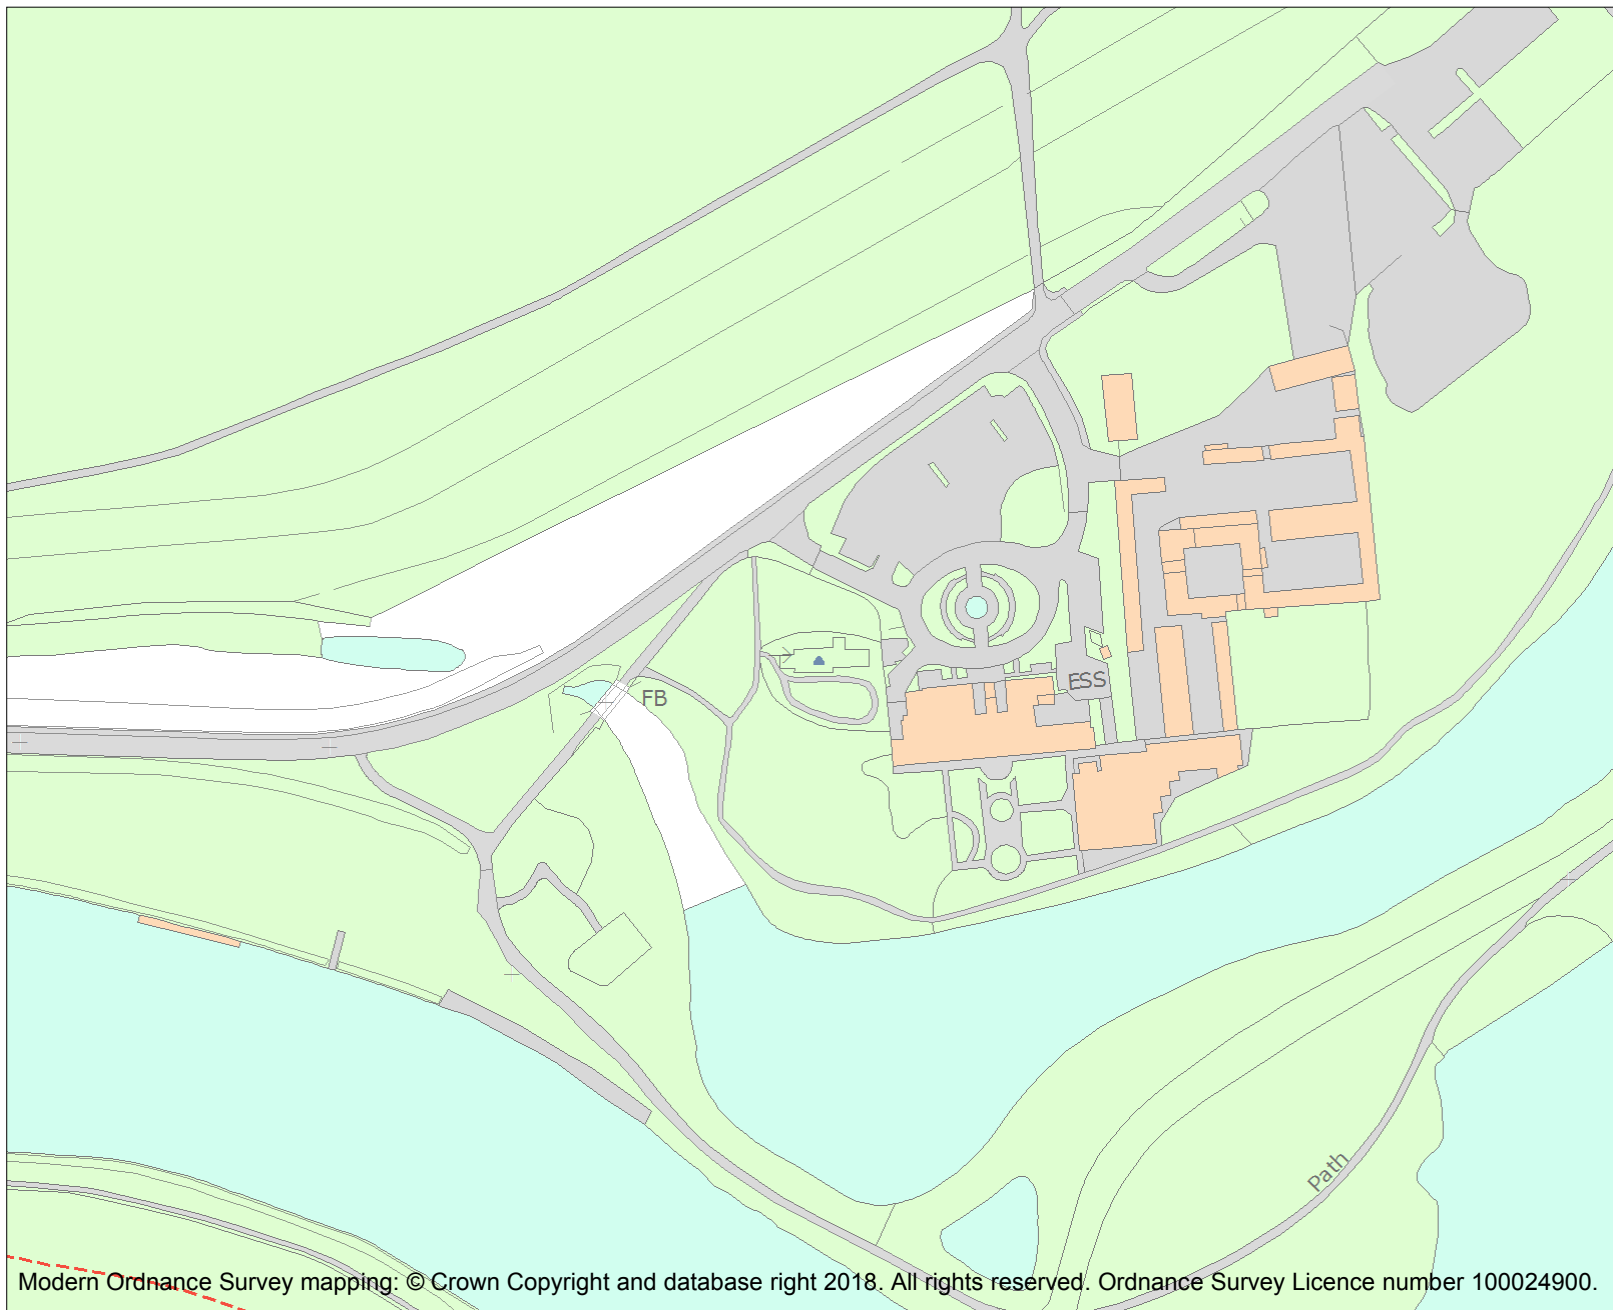 ESS
FB
Path
Modern Ordnance Survey mapping: © Crown Copyright and database right 2018. All rights reserved. Ordnance Survey Licence number 100024900.